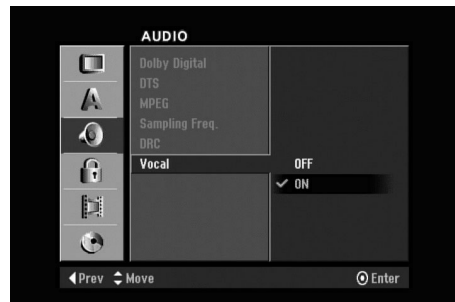 AUDIO
Dolby Digital
DTS
MPEG
Sampling Freq.
DRC
Vocal
OFF
ON
A
Prev
Move
Enter